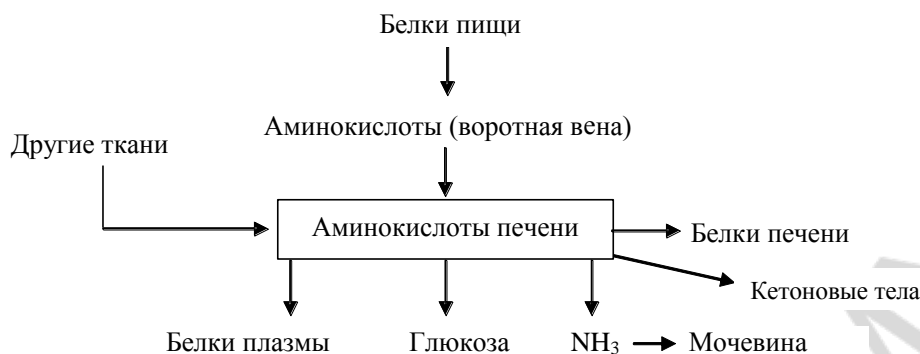 Белки пищи
Аминокислоты (воротная вена)
Другие ткани
Аминокислоты печени
Белки печени
Кетоновые тела
Белки плазмы
Глюкоза
NH₃
Мочевина